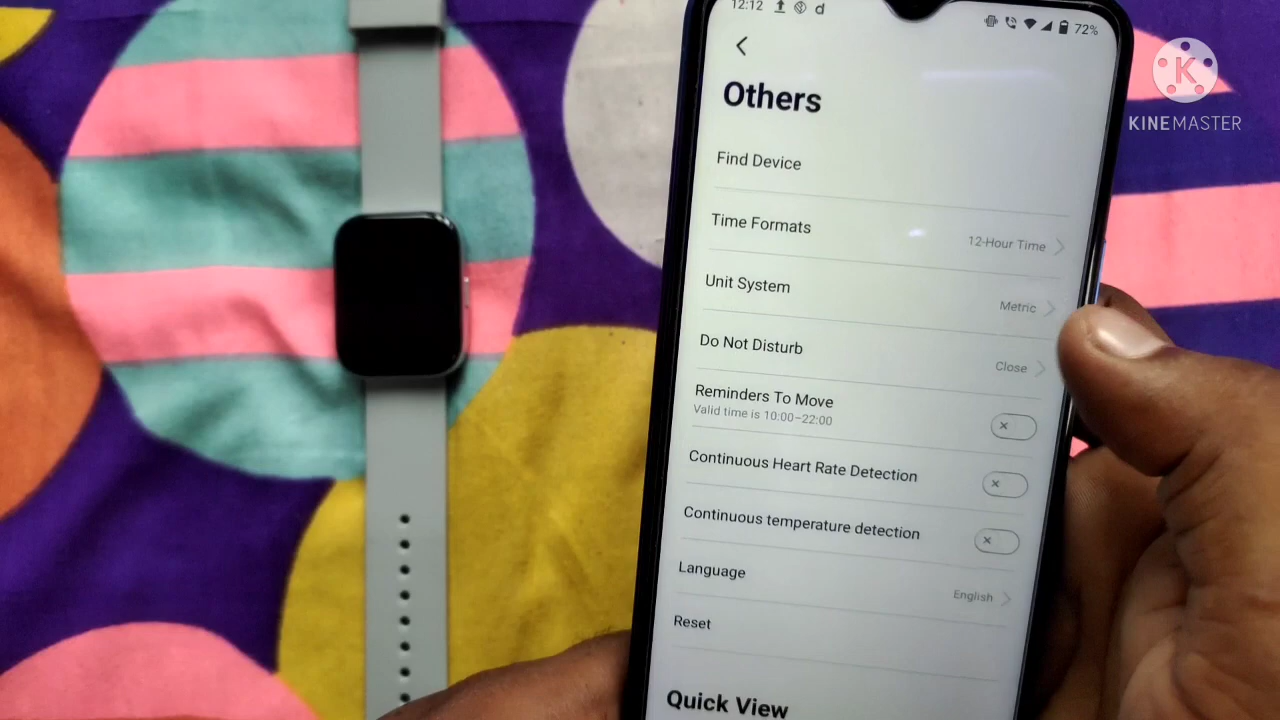 12:12 d 72%
Others
Find Device
Time Formats 12-Hour Time
Unit System Metric
Do Not Disturb Close
Reminders To Move
Valid time is 10:00-22:00
Continuous Heart Rate Detection
Continuous temperature detection
Language English
Reset
Quick View
K
KINEMASTER